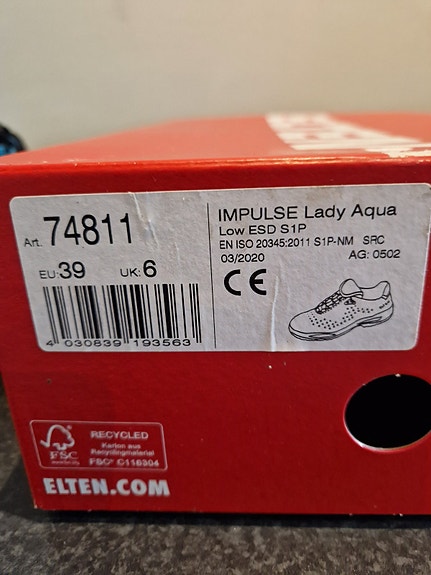 Art. 74811
EU: 39 UK: 6
4 030839 193563
IMPULSE Lady Aqua
Low ESD S1P
EN ISO 20345:2011 S1P-NM SRC
03/2020 AG: 0502
CE
FSC
RECYCLED
Karton aus
Recyclingmaterial
FSC® C116304
ELTEN.COM